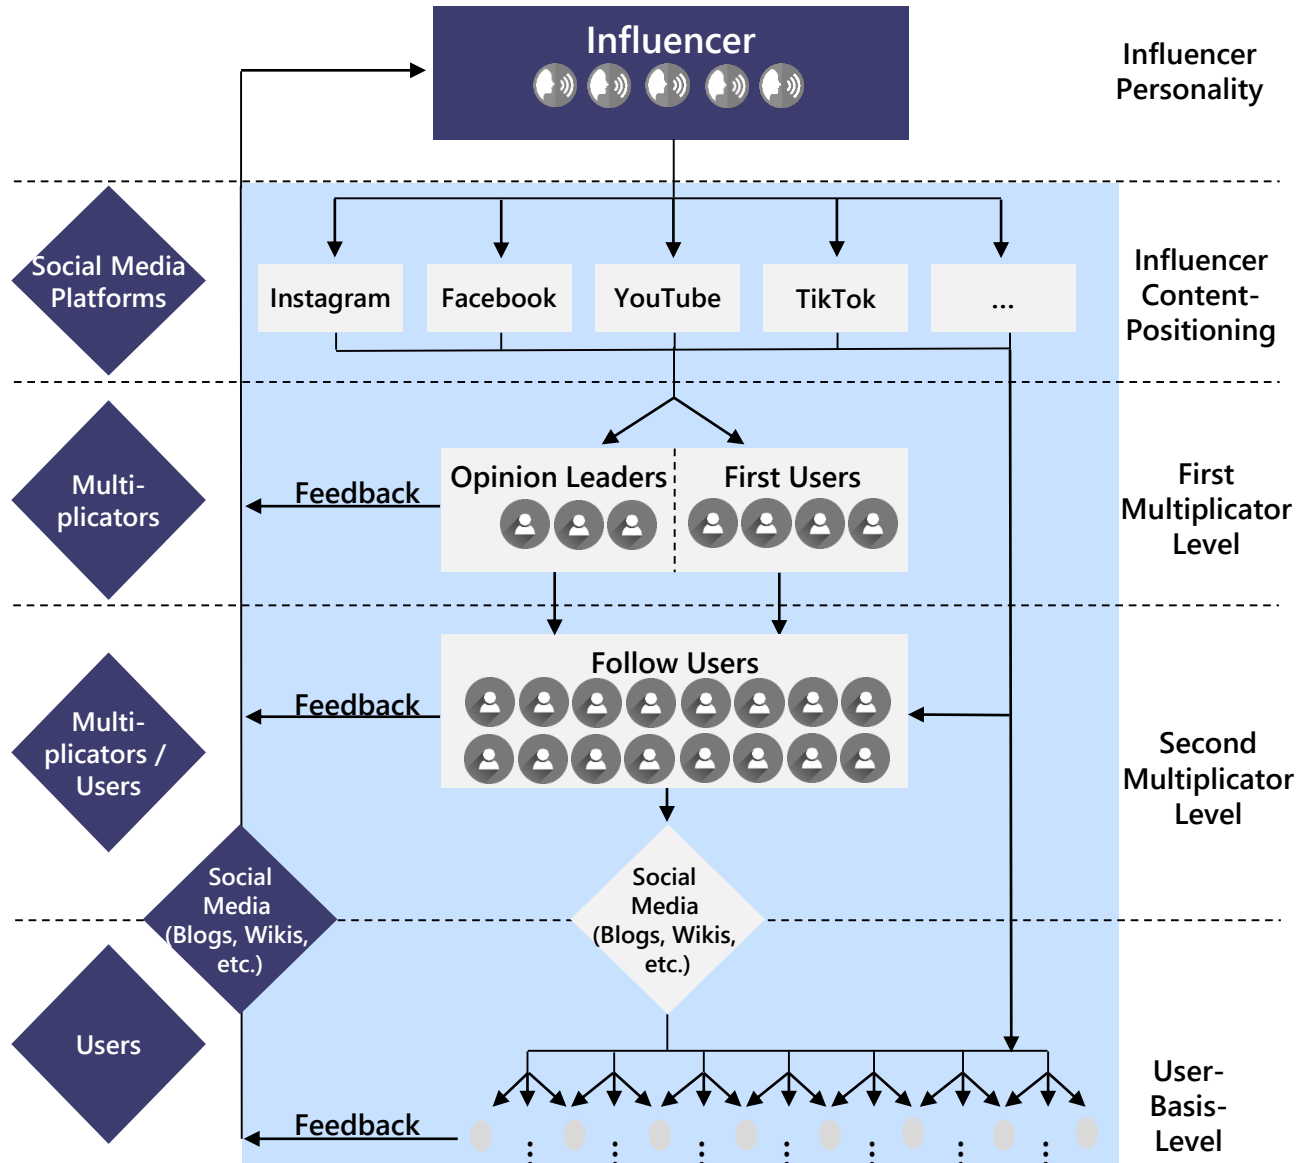 Influencer
Influencer
Personality
Social Media
Platforms
Instagram
Facebook
YouTube
TikTok
...
Influencer
Content-
Positioning
Multi-
plicators
Feedback
Opinion Leaders
First Users
First
Multiplicator
Level
Multi-
plicators /
Users
Feedback
Follow Users
Second
Multiplicator
Level
Social
Media
(Blogs, Wikis,
etc.)
Social
Media
(Blogs, Wikis,
etc.)
Users
Feedback
User-
Basis-
Level